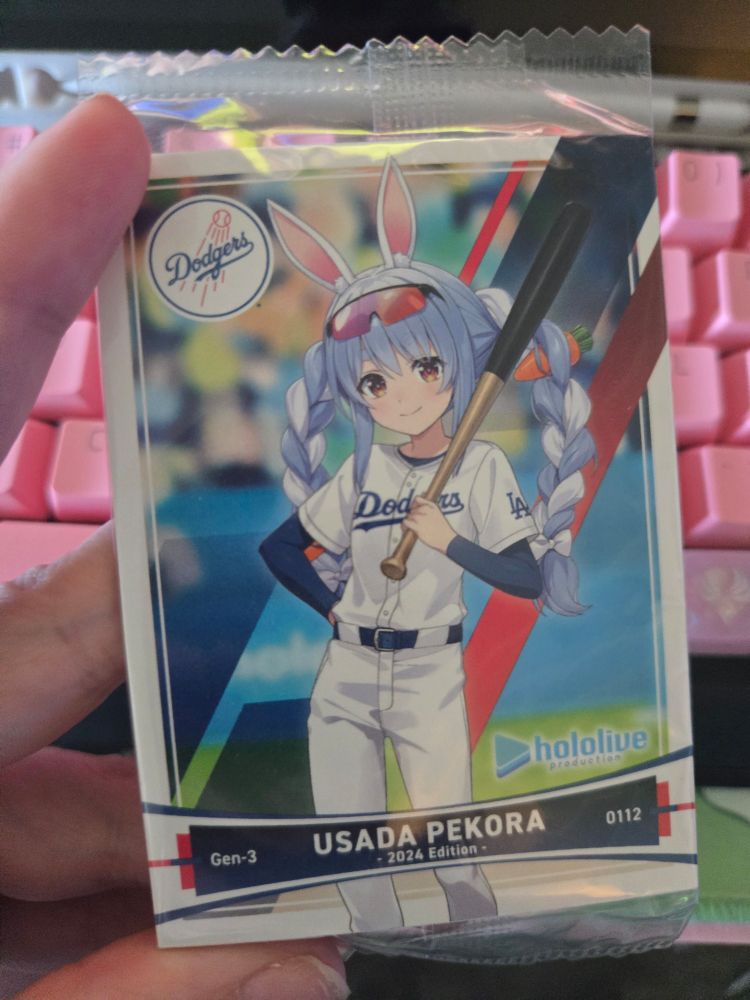 Dodgers
Dodgers
LA
hololive
production
Gen-3
USADA PEKORA
0112
- 2024 Edition -